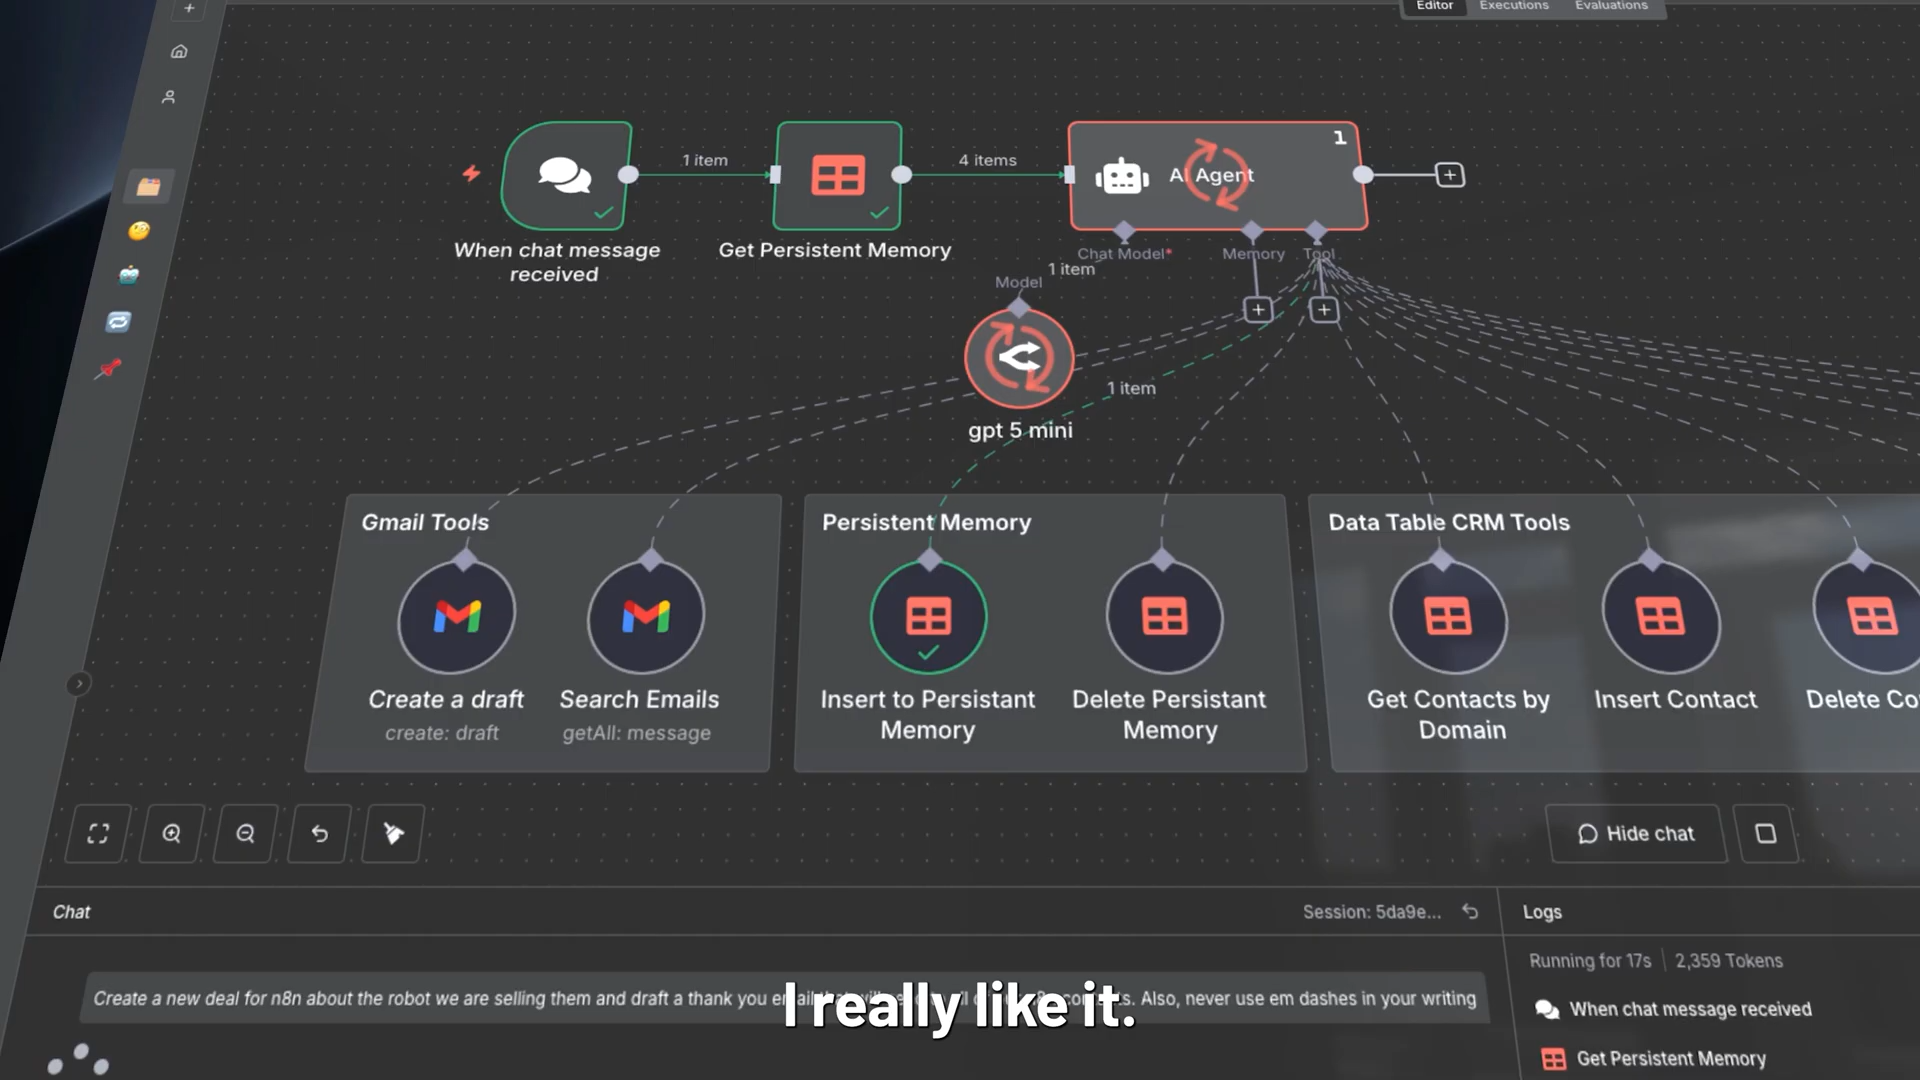 Editor Executions Evaluations
1 item
4 items
AI Agent
1
When chat message
received
Get Persistent Memory
Chat Model*
Memory
Tool
1 item
Model
1 item
gpt 5 mini
Gmail Tools
Create a draft
create: draft
Search Emails
getAll: message
Persistent Memory
Insert to Persistant
Memory
Delete Persistant
Memory
Data Table CRM Tools
Get Contacts by
Domain
Insert Contact
Delete Co
Hide chat
Chat
Session: 5da9e...
Logs
Running for 17s | 2,359 Tokens
Create a new deal for n8n about the robot we are selling them and draft a thank you Also, never use em dashes in your writing
I really like it.
When chat message received
Get Persistent Memory